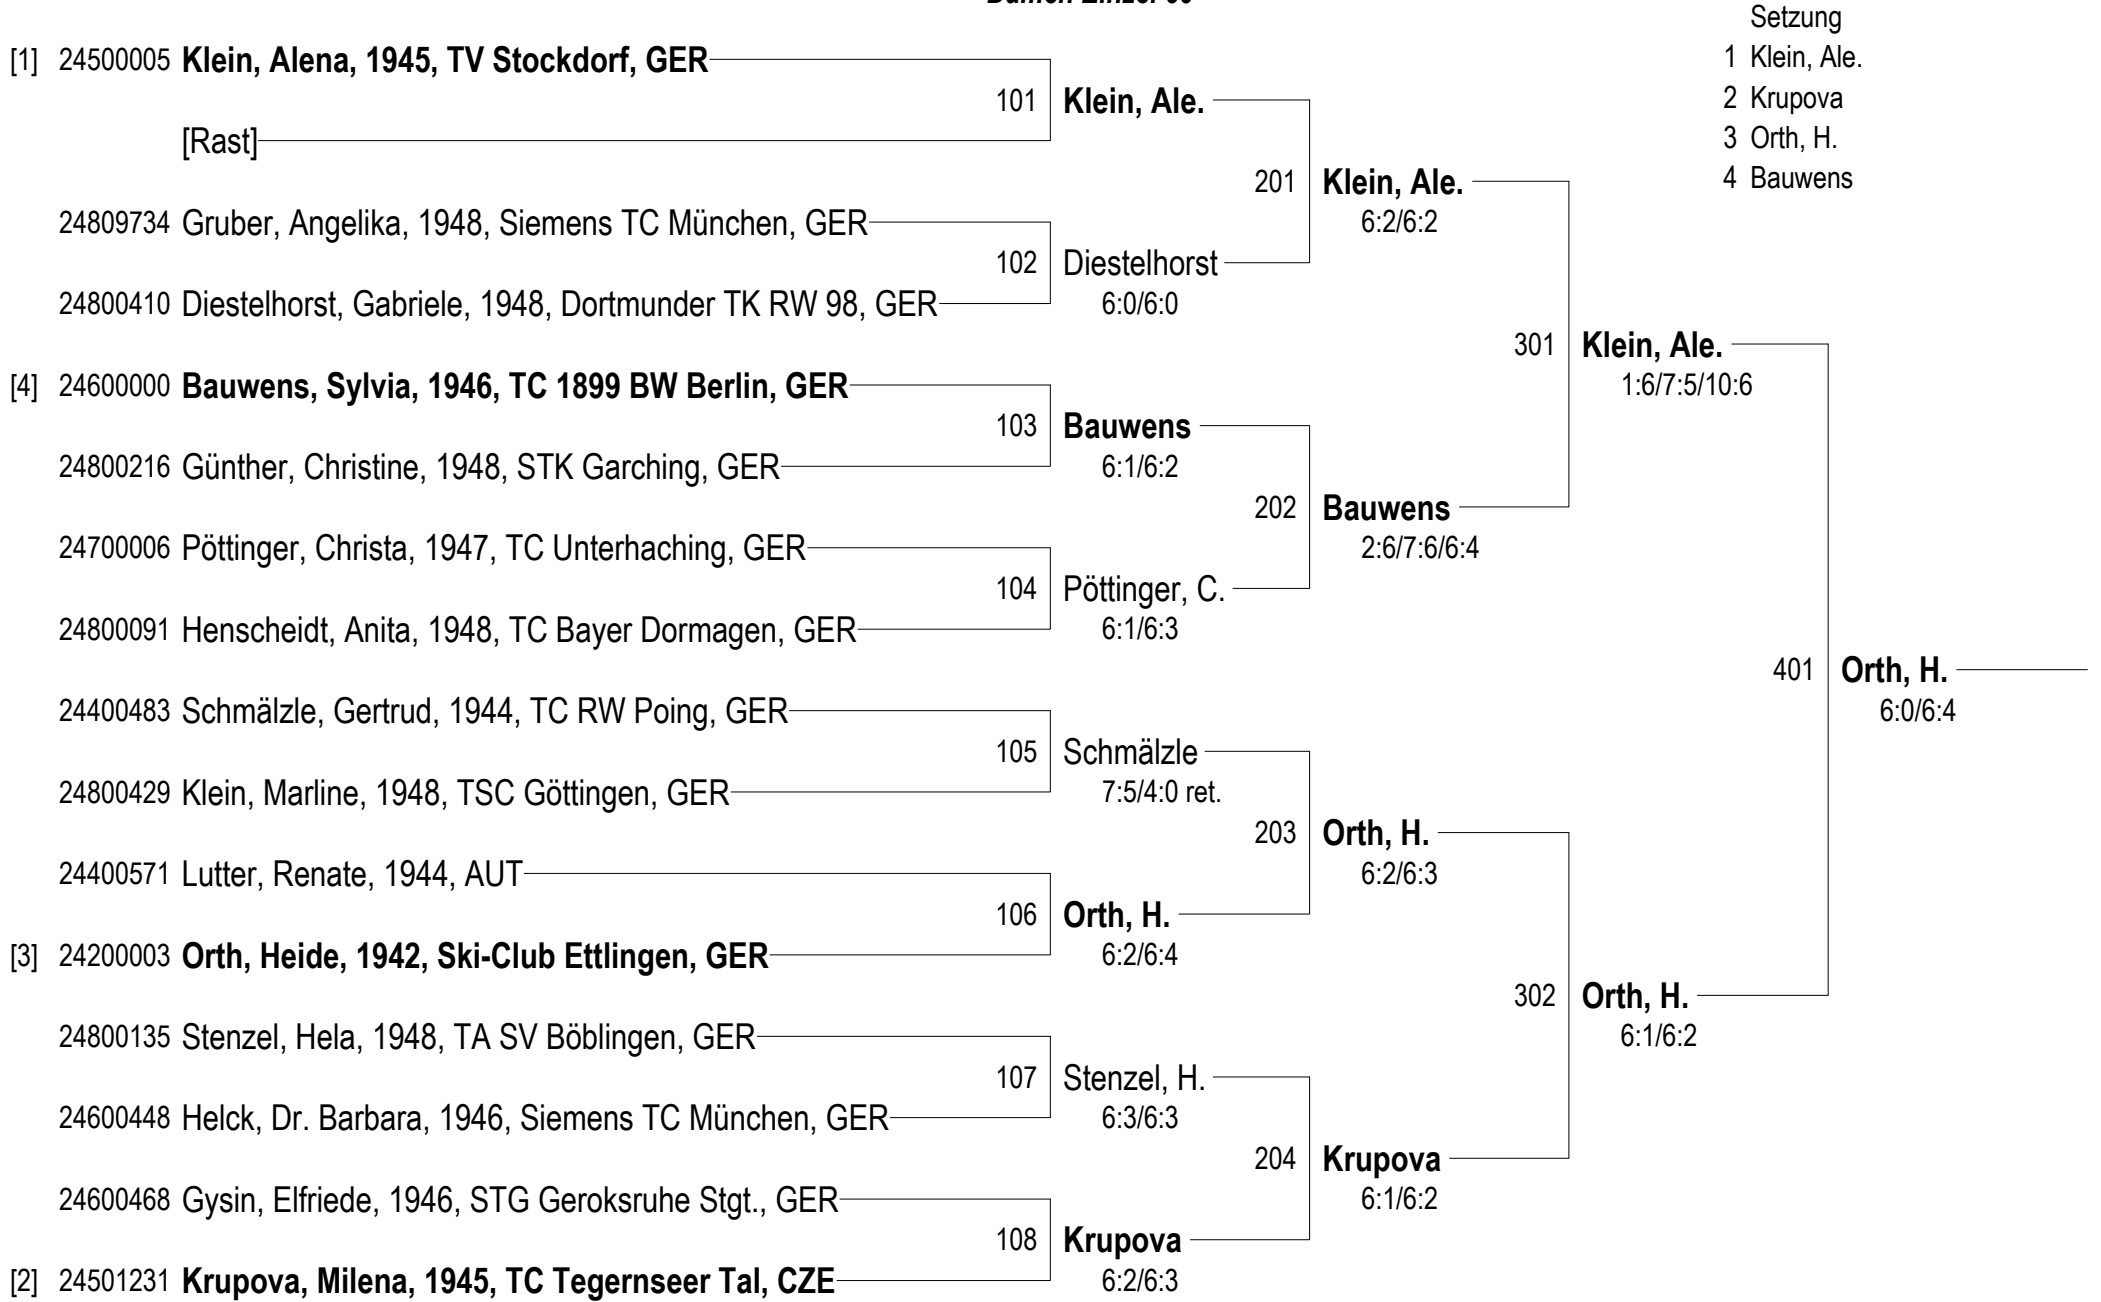 Setzung
1 Klein, Ale.
2 Krupova
3 Orth, H.
4 Bauwens
[1] 24500005 Klein, Alena, 1945, TV Stockdorf, GER
101 Klein, Ale.
[Rast]
201 Klein, Ale.
6:2/6:2
24809734 Gruber, Angelika, 1948, Siemens TC München, GER
102 Diestelhorst
6:0/6:0
24800410 Diestelhorst, Gabriele, 1948, Dortmunder TK RW 98, GER
301 Klein, Ale.
1:6/7:5/10:6
[4] 24600000 Bauwens, Sylvia, 1946, TC 1899 BW Berlin, GER
103 Bauwens
6:1/6:2
24800216 Günther, Christine, 1948, STK Garching, GER
202 Bauwens
2:6/7:6/6:4
24700006 Pöttinger, Christa, 1947, TC Unterhaching, GER
104 Pöttinger, C.
6:1/6:3
24800091 Henscheidt, Anita, 1948, TC Bayer Dormagen, GER
401 Orth, H.
6:0/6:4
24400483 Schmälzle, Gertrud, 1944, TC RW Poing, GER
105 Schmälzle
7:5/4:0 ret.
24800429 Klein, Marline, 1948, TSC Göttingen, GER
203 Orth, H.
6:2/6:3
24400571 Lutter, Renate, 1944, AUT
106 Orth, H.
6:2/6:4
[3] 24200003 Orth, Heide, 1942, Ski-Club Ettlingen, GER
302 Orth, H.
6:1/6:2
24800135 Stenzel, Hela, 1948, TA SV Böblingen, GER
107 Stenzel, H.
6:3/6:3
24600448 Helck, Dr. Barbara, 1946, Siemens TC München, GER
204 Krupova
6:1/6:2
24600468 Gysin, Elfriede, 1946, STG Geroksruhe Stgt., GER
108 Krupova
6:2/6:3
[2] 24501231 Krupova, Milena, 1945, TC Tegernseer Tal, CZE